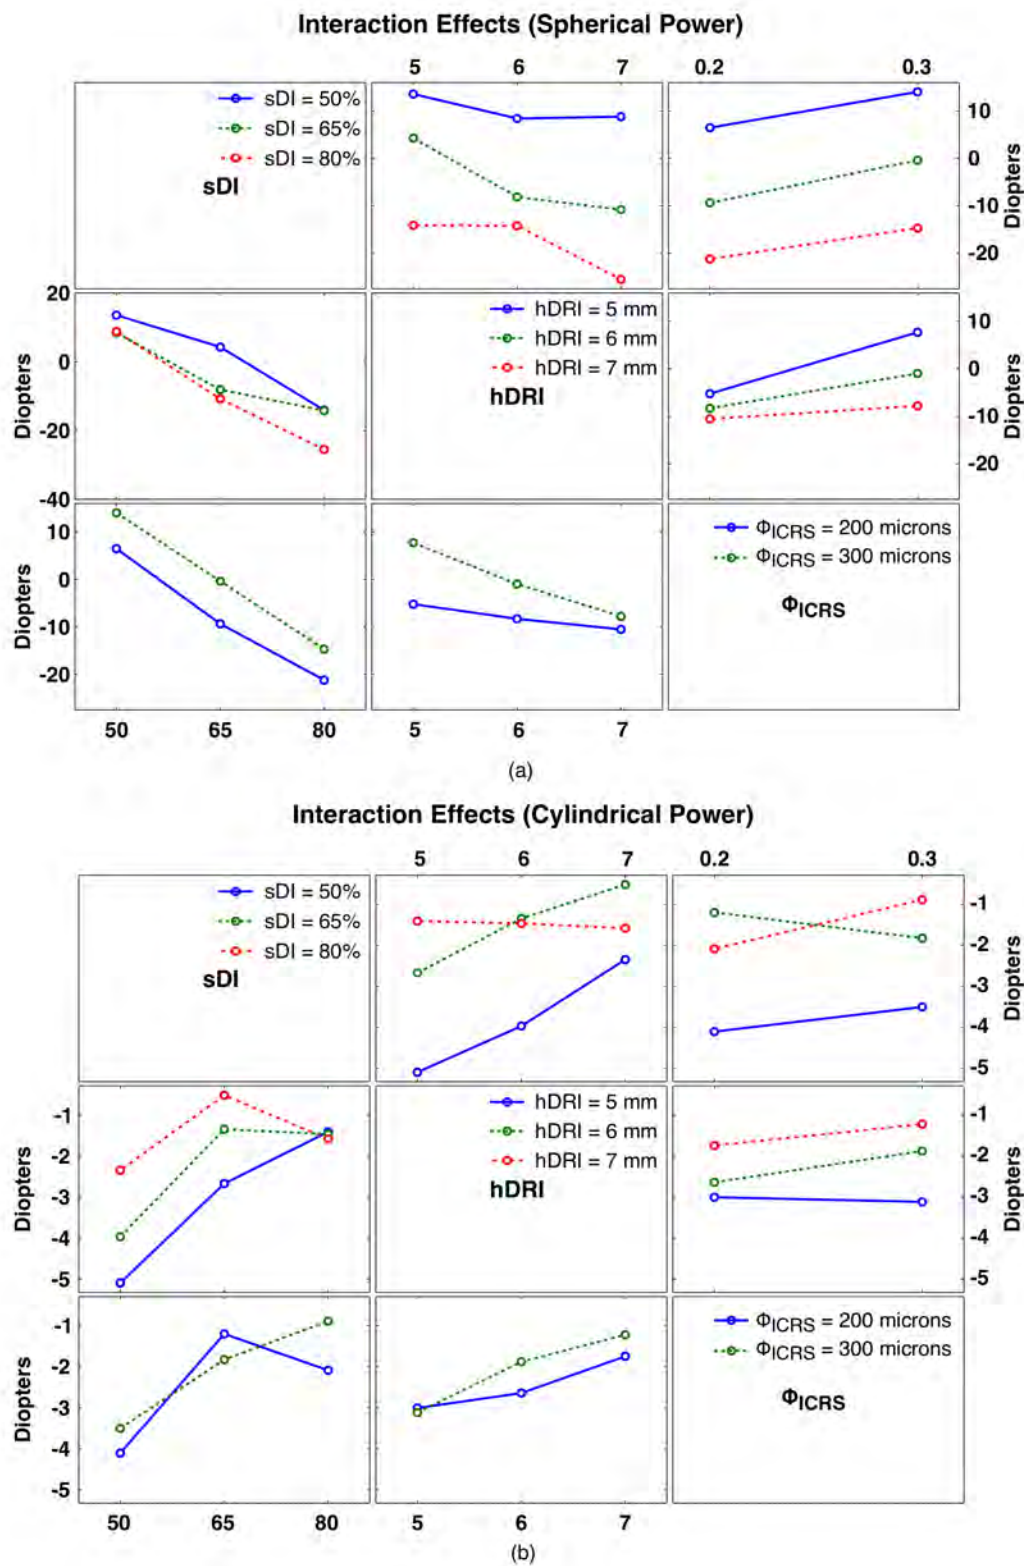 Interaction Effects (Spherical Power)
5 6 7 0.2 0.3
sDI = 50%
sDI = 65%
sDI = 80%
sDI
10
0
-10
-20
Diopters
20
0
-20
-40
Diopters
hDRI = 5 mm
hDRI = 6 mm
hDRI = 7 mm
hDRI
10
0
-10
-20
Diopters
10
0
-10
-20
Diopters
ΦICRS = 200 microns
ΦICRS = 300 microns
ΦICRS
50 65 80 5 6 7
(a)
Interaction Effects (Cylindrical Power)
5 6 7 0.2 0.3
sDI = 50%
sDI = 65%
sDI = 80%
sDI
-1
-2
-3
-4
-5
Diopters
-1
-2
-3
-4
-5
Diopters
hDRI = 5 mm
hDRI = 6 mm
hDRI = 7 mm
hDRI
-1
-2
-3
-4
-5
Diopters
-1
-2
-3
-4
-5
Diopters
ΦICRS = 200 microns
ΦICRS = 300 microns
ΦICRS
50 65 80 5 6 7
(b)